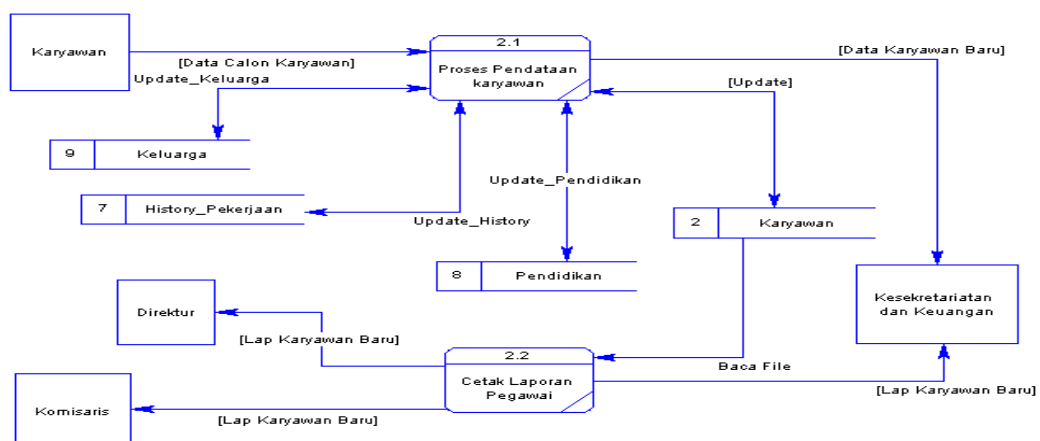 Karyawan
[Data Calon Karyawan]
Update_Keluarga
2.1
Proses Pendataan
karyawan
[Data Karyawan Baru]
[Update]
9
Keluarga
7
History_Pekerjaan
Update_History
Update_Pendidikan
2
Karyawan
8
Pendidikan
Direktur
[Lap Karyawan Baru]
Kesekretariatan
dan Keuangan
2.2
Cetak Laporan
Pegawai
Baca File
[Lap Karyawan Baru]
Komisaris
[Lap Karyawan Baru]